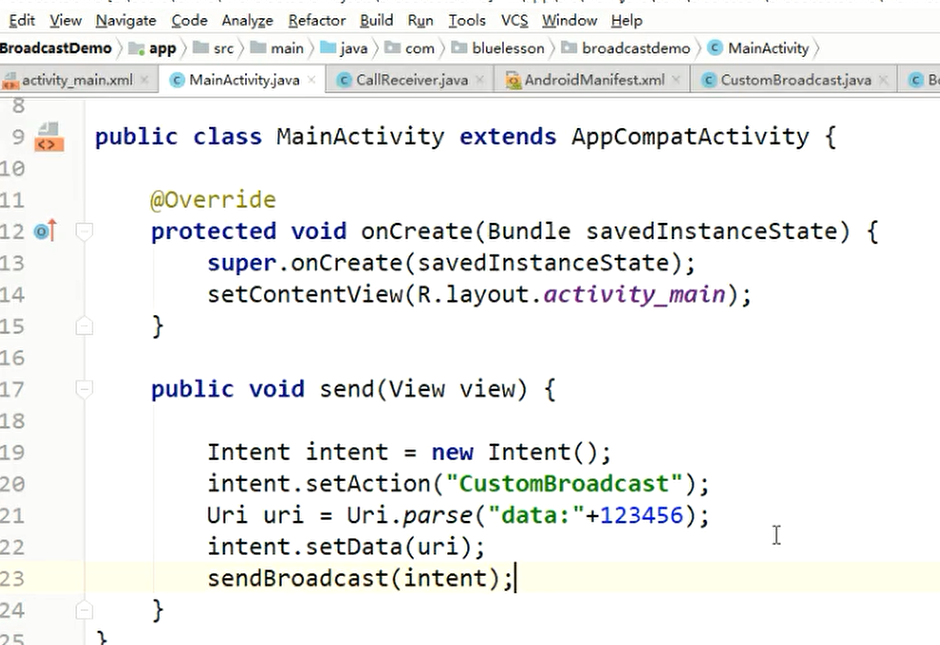 Edit View Navigate Code Analyze Refactor Build Run Tools VCS Window Help
BroadcastDemo app src main java com bluelesson broadcastdemo MainActivity
activity_main.xml MainActivity.java CallReceiver.java AndroidManifest.xml CustomBroadcast.java
8
9 public class MainActivity extends AppCompatActivity {
10
11 @Override
12 protected void onCreate(Bundle savedInstanceState) {
13 super.onCreate(savedInstanceState);
14 setContentView(R.layout.activity_main);
15 }
16
17 public void send(View view) {
18
19 Intent intent = new Intent();
20 intent.setAction("CustomBroadcast");
21 Uri uri = Uri.parse("data:"+123456);
22 intent.setData(uri);
23 sendBroadcast(intent);
24 }
25 }